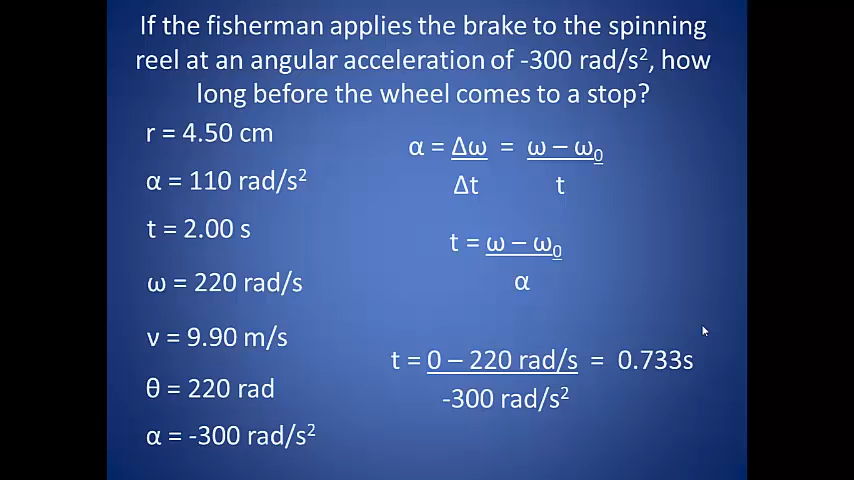 If the fisherman applies the brake to the spinning
reel at an angular acceleration of -300 rad/s², how
long before the wheel comes to a stop?
r = 4.50 cm
α = 110 rad/s²
t = 2.00 s
ω = 220 rad/s
ν = 9.90 m/s
θ = 220 rad
α = -300 rad/s²
α = Δω = ω – ω₀
Δt t
t = ω – ω₀
α
t = 0 – 220 rad/s = 0.733s
-300 rad/s²